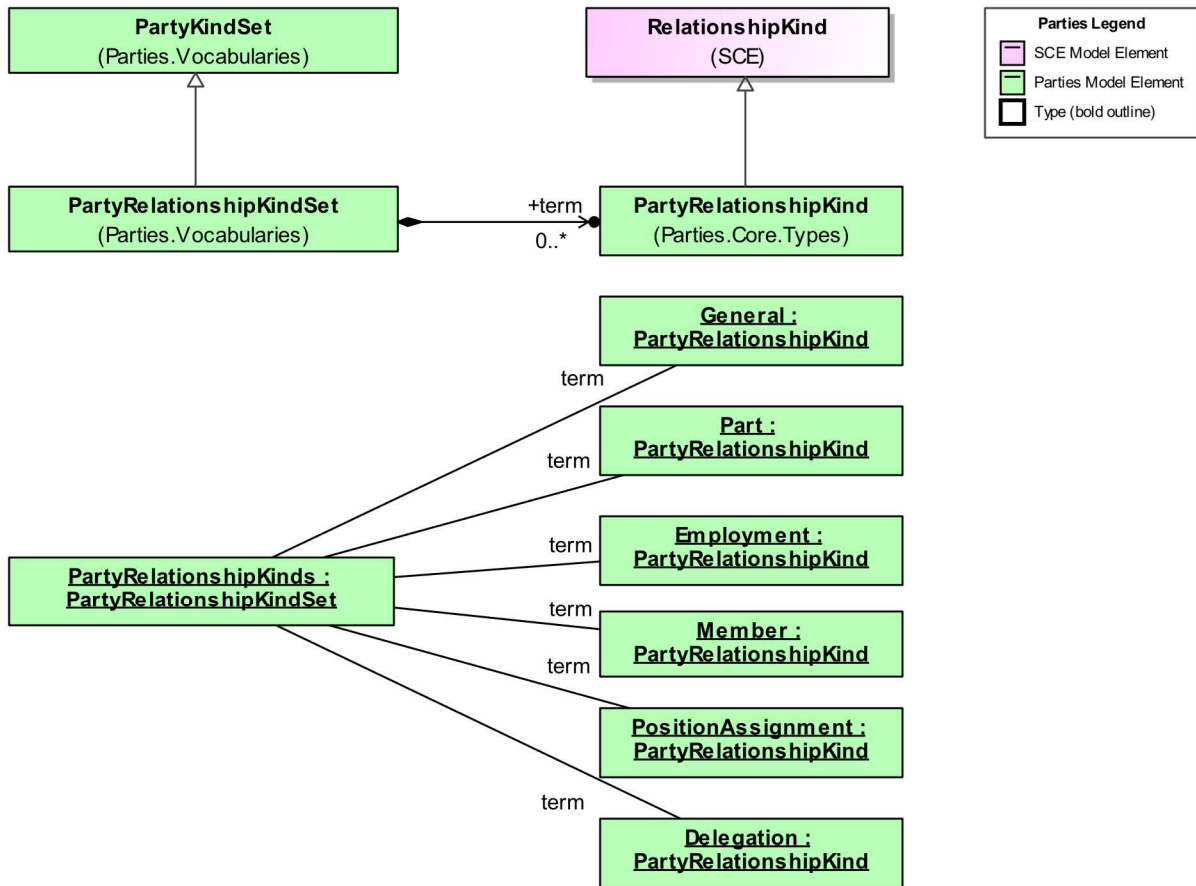 PartyKindSet
(Parties.Vocabularies)
RelationshipKind
(SCE)
Parties Legend
SCE Model Element
Parties Model Element
Type (bold outline)
PartyRelationshipKindSet
(Parties.Vocabularies)
+term
0..*
PartyRelationshipKind
(Parties.Core.Types)
General :
PartyRelationshipKind
term
Part :
PartyRelationshipKind
term
Employment :
PartyRelationshipKind
term
PartyRelationshipKinds :
PartyRelationshipKindSet
term
Member :
PartyRelationshipKind
term
PositionAssignment :
PartyRelationshipKind
term
Delegation :
PartyRelationshipKind